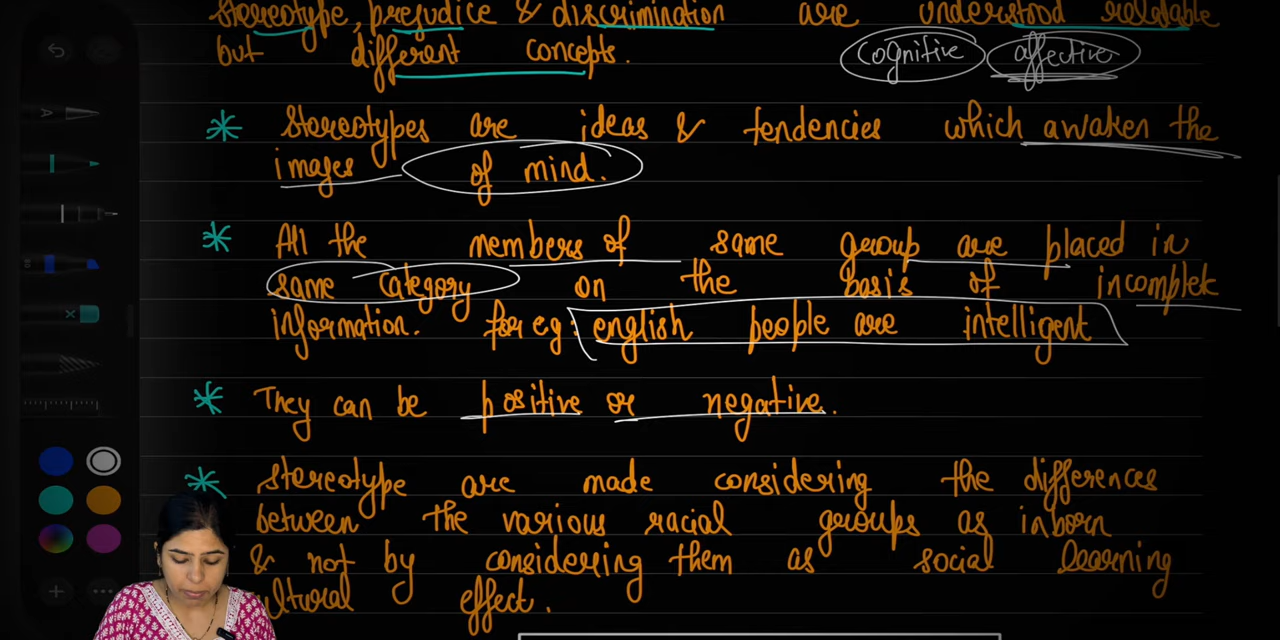 stereotype, prejudice & discrimination are understood relatable
but different concepts. cognitive affective
* Stereotypes are ideas & tendencies which awaken the
images of mind.
* All the members of same group are placed in
same category on the basis of incomplete
information. for eg: english people are intelligent
* They can be positive or negative.
* stereotype are made considering the differences
between the various racial groups as inborn
& not by considering them as social learning
effect.